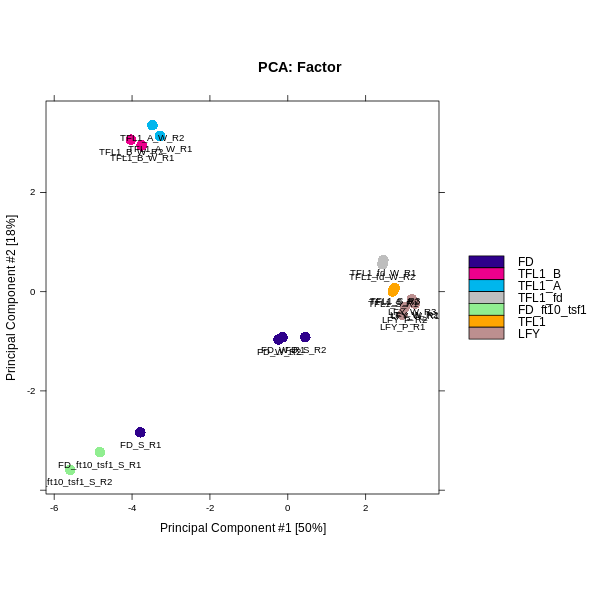 PCA: Factor
TFL1_A_W_R2
TFL1_A_W_R1
TFL1_B_W_R2
TFL1_B_W_R1
TFL1_fd_W_R1
TFL1_fd_W_R2
LFY_W_R3
LFY_P_R2
LFY_P_R1
FD_W_R1
FD_W_R2
FD_S_R2
FD_S_R1
FD_ft10_tsf1_S_R1
ft10_tsf1_S_R2
2
0
-2
-6
-4
-2
0
2
Principal Component #1 [50%]
Principal Component #2 [18%]
FD
TFL1_B
TFL1_A
TFL1_fd
FD_ft10_tsf1
TFL1
LFY